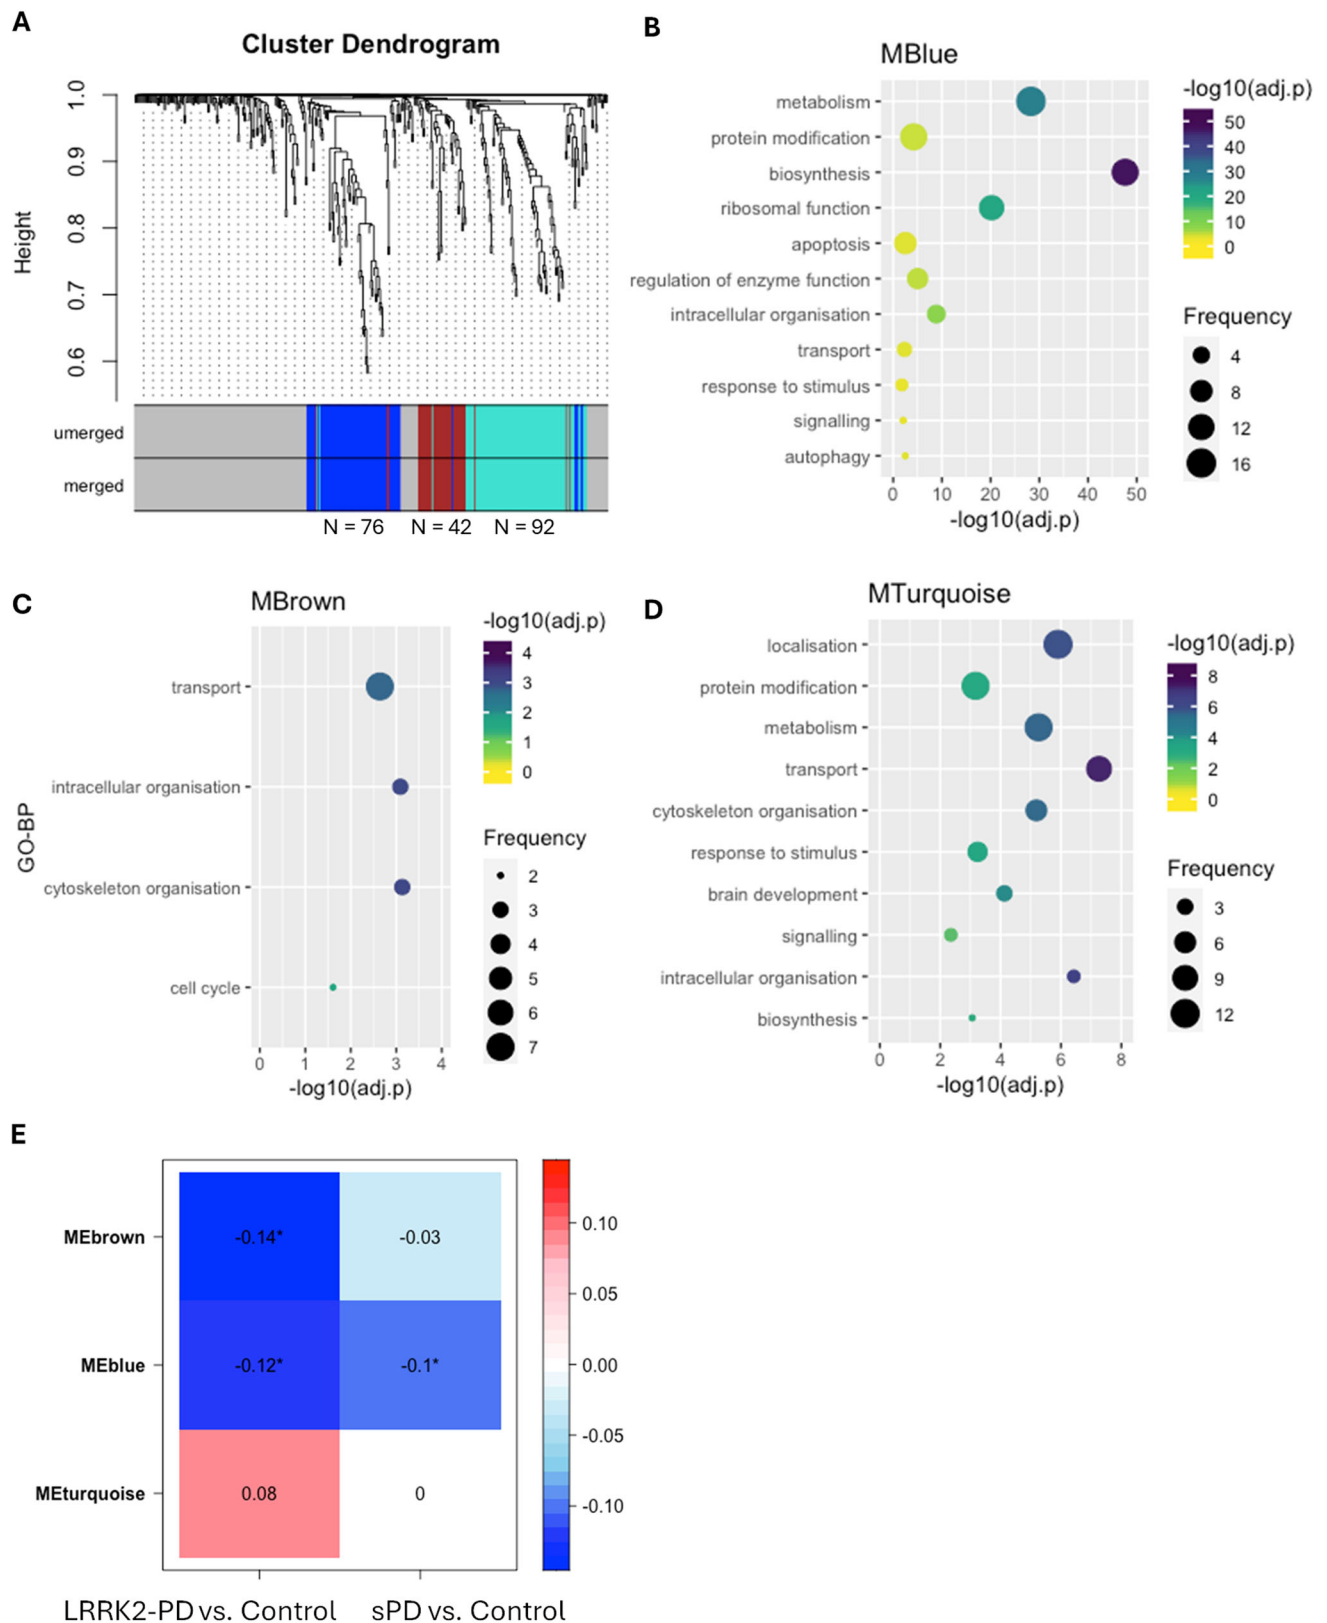 A
Cluster Dendrogram
Height
1.0
0.9
0.8
0.7
0.6
umerged
merged
N = 76 N = 42 N = 92
B
MBlue
metabolism
protein modification
biosynthesis
ribosomal function
apoptosis
regulation of enzyme function
intracellular organisation
transport
response to stimulus
signalling
autophagy
0 10 20 30 40 50
-log10(adj.p)
-log10(adj.p)
50
40
30
20
10
0
Frequency
4
8
12
16
C
MBrown
GO-BP
transport
intracellular organisation
cytoskeleton organisation
cell cycle
0 1 2 3 4
-log10(adj.p)
-log10(adj.p)
4
3
2
1
0
Frequency
2
3
4
5
6
7
D
MTurquoise
localisation
protein modification
metabolism
transport
cytoskeleton organisation
response to stimulus
brain development
signalling
intracellular organisation
biosynthesis
0 2 4 6 8
-log10(adj.p)
-log10(adj.p)
8
6
4
2
0
Frequency
3
6
9
12
E
MEbrown -0.14* -0.03
MEblue -0.12* -0.1*
MEturquoise 0.08 0
0.10
0.05
0.00
-0.05
-0.10
LRRK2-PD vs. Control sPD vs. Control